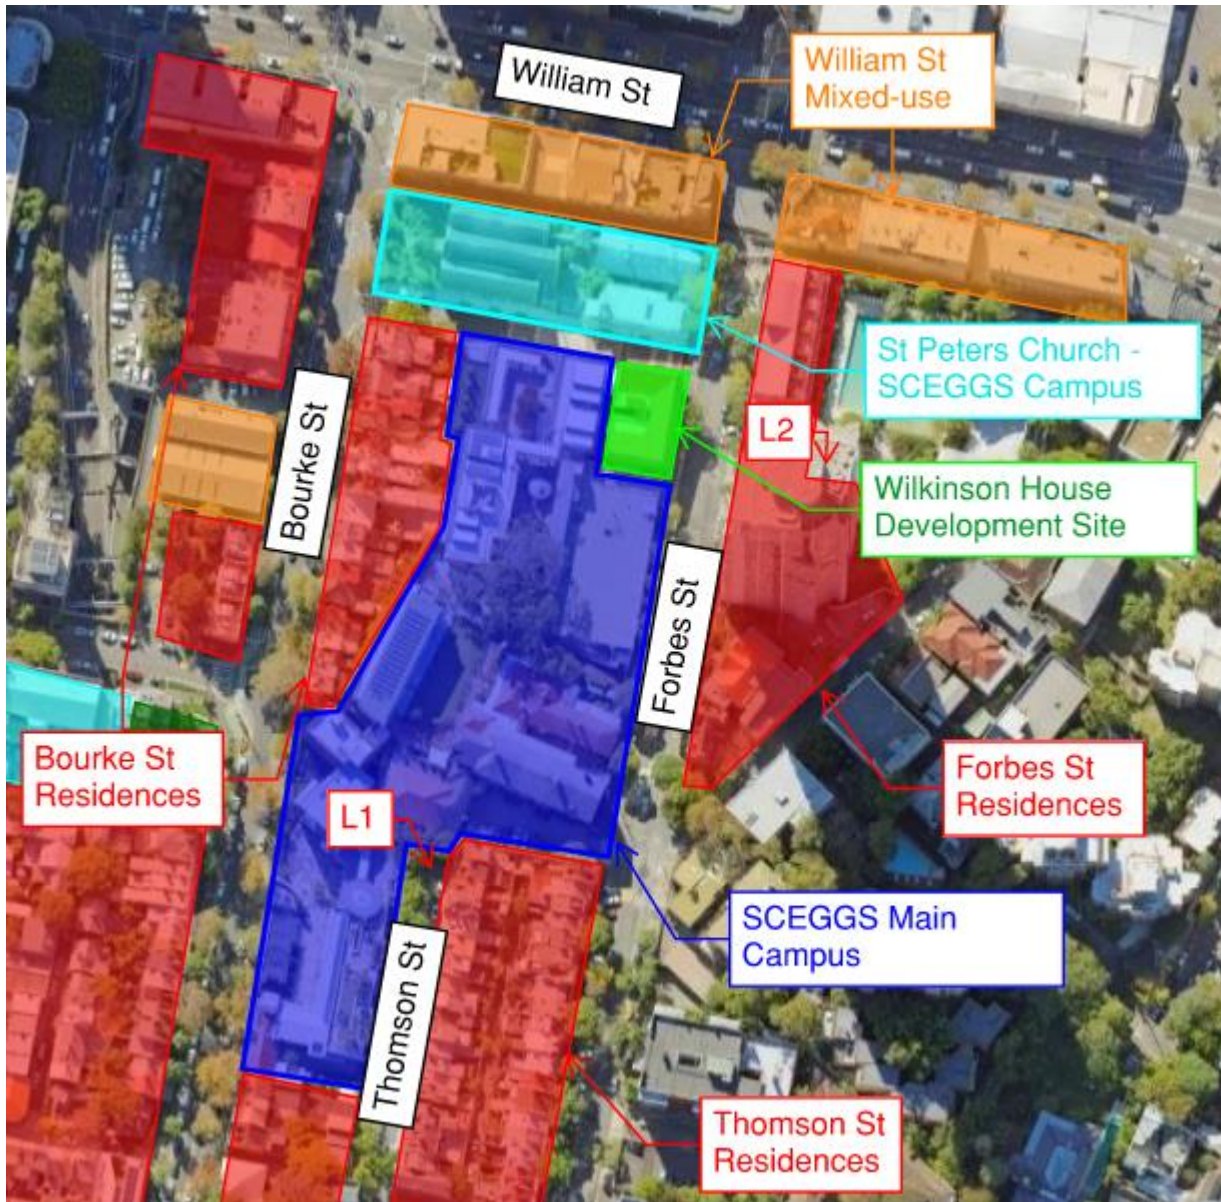 William St
William St
Mixed-use
St Peters Church -
SCEGGS Campus
L2
Wilkinson House
Development Site
Bourke St
Forbes St
Bourke St
Residences
Forbes St
Residences
L1
SCEGGS Main
Campus
Thomson St
Thomson St
Residences